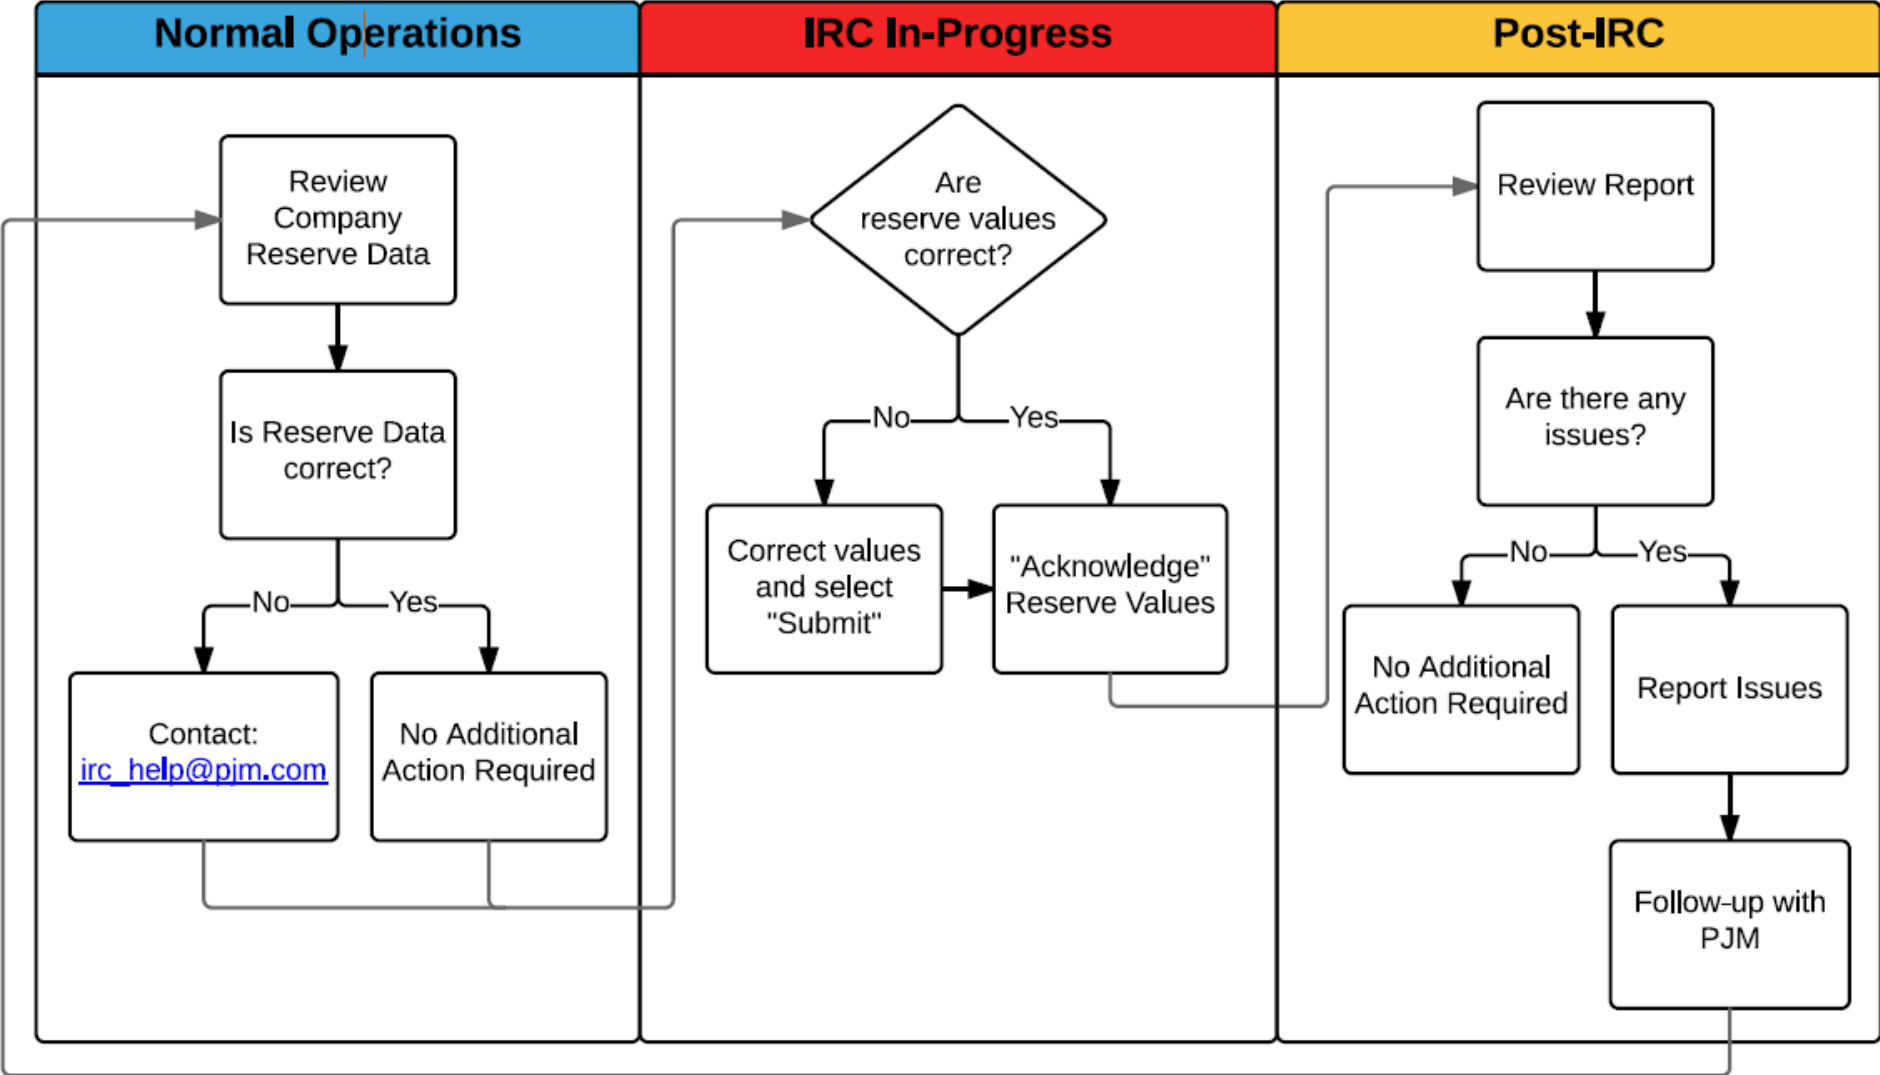 Normal Operations
IRC In-Progress
Post-IRC
Review
Company
Reserve Data
Is Reserve Data
correct?
No
Yes
Contact:
irc_help@pjm.com
No Additional
Action Required
Are
reserve values
correct?
No
Yes
Correct values
and select
"Submit"
"Acknowledge"
Reserve Values
Review Report
Are there any
issues?
No
Yes
No Additional
Action Required
Report Issues
Follow-up with
PJM